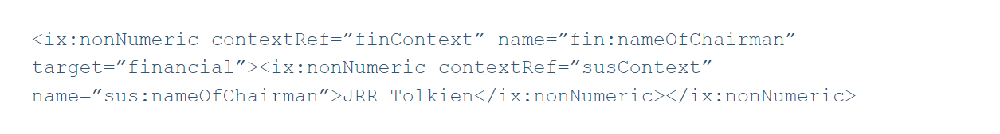 <ix:nonNumeric contextRef=”finContext” name=”fin:nameOfChairman”
target=”financial”><ix:nonNumeric contextRef=”susContext”
name=”sus:nameOfChairman”>JRR Tolkien</ix:nonNumeric></ix:nonNumeric>